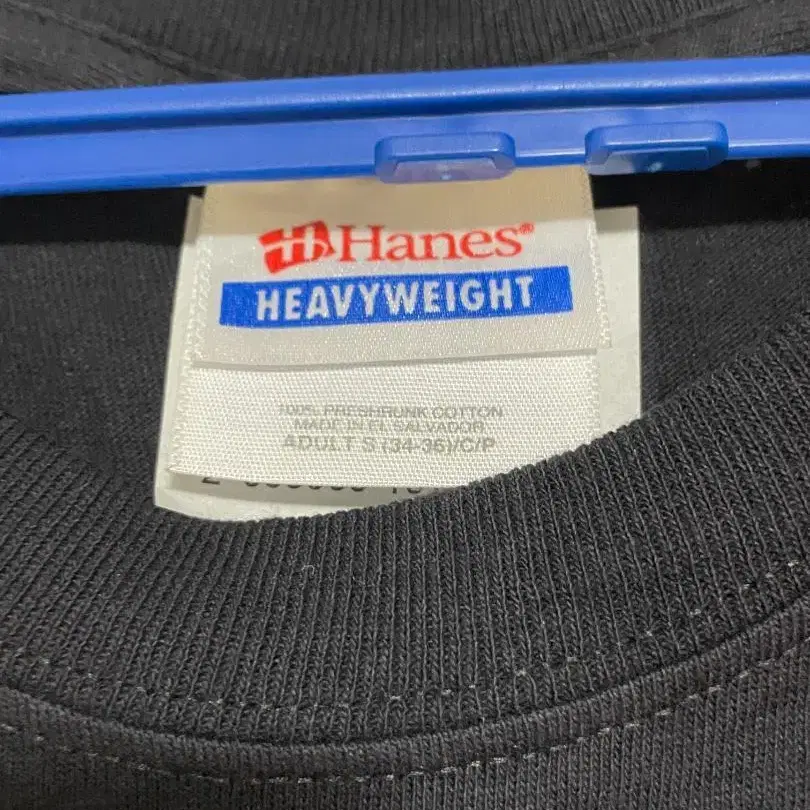 Hanes®
HEAVYWEIGHT
100% PRESHRUNK COTTON
MADE IN EL SALVADOR
ADULT S (34-36)/C/P